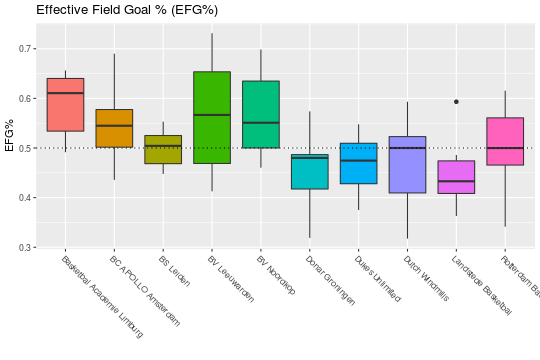 Effective Field Goal % (EFG%)
EFG%
0.7
0.6
0.5
0.4
0.3
Basketbal Academie Limburg
BC APOLLO Amsterdam
BS Leiden
BV Leeuwarden
BV Noordkop
Donar Groningen
Dukes Unlimited
Dutch Windmills
Landstede Basketbal
Rotterdam Bas